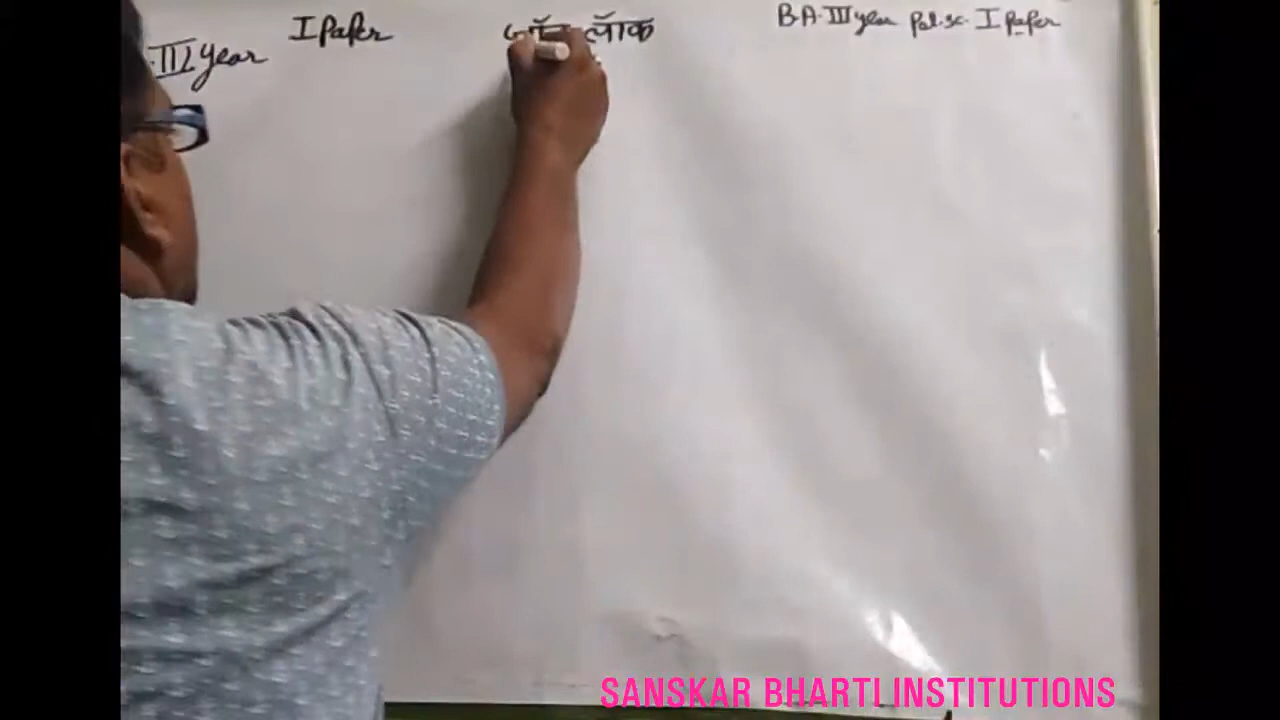 I Paper
III Year
जॉन लॉक
B.A. III year Pol.sc. I Paper
SANSKAR BHARTI INSTITUTIONS